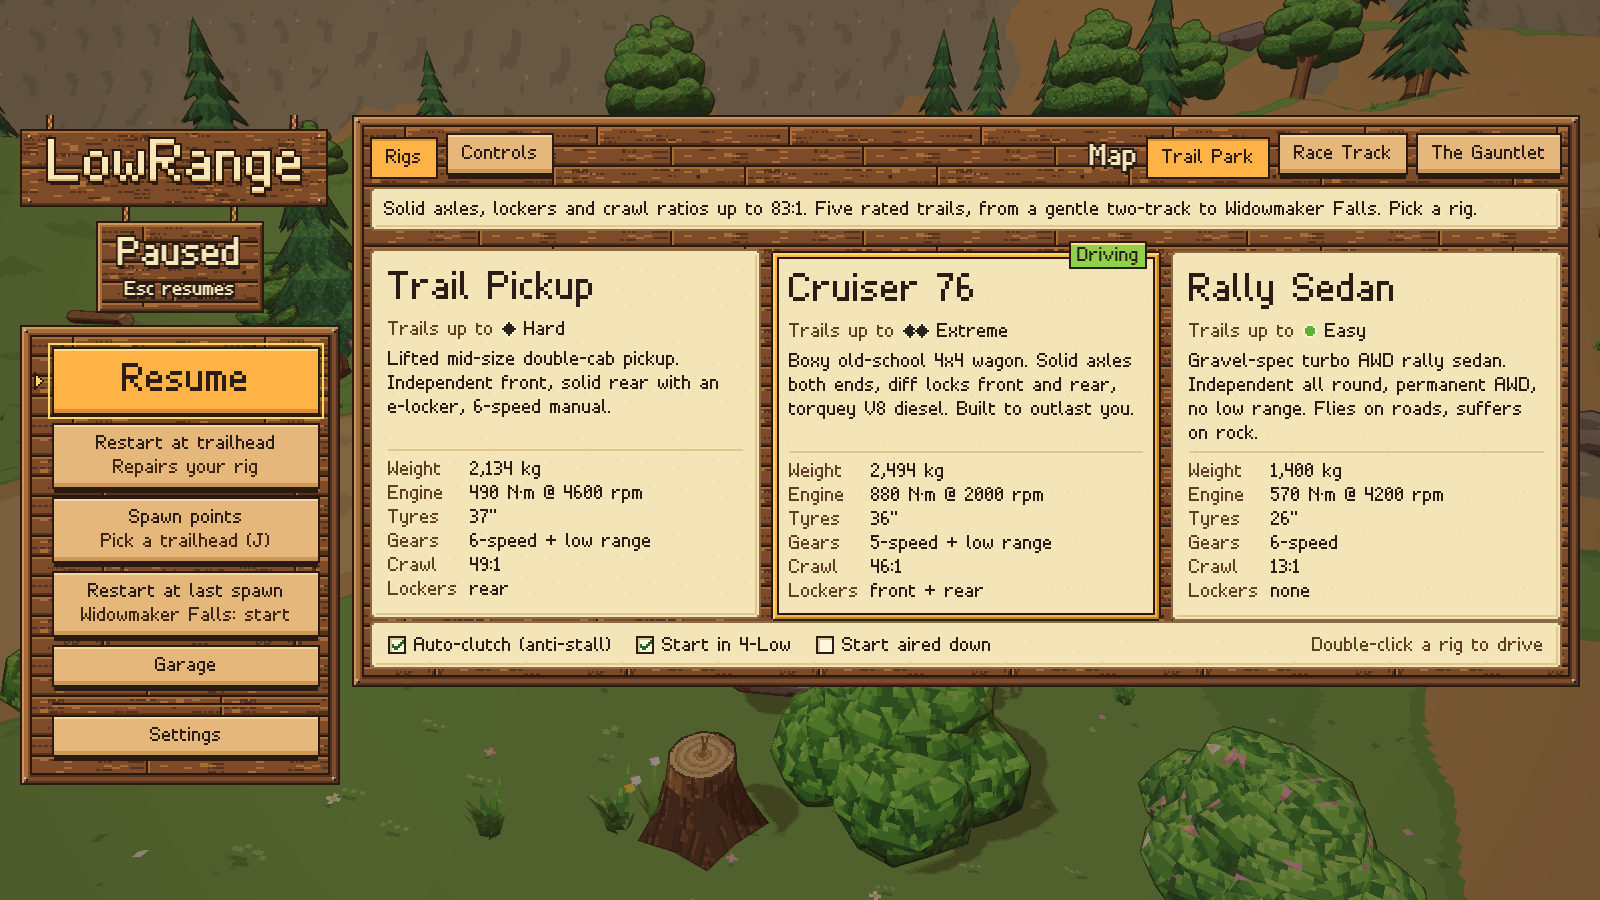 LowRange
Paused
Esc resumes
Resume
Restart at trailhead
Repairs your rig
Spawn points
Pick a trailhead (J)
Restart at last spawn
Widowmaker Falls: start
Garage
Settings
Rigs
Controls
Map
Trail Park
Race Track
The Gauntlet
Solid axles, lockers and crawl ratios up to 83:1. Five rated trails, from a gentle two-track to Widowmaker Falls. Pick a rig.
Trail Pickup
Trails up to ◆ Hard
Lifted mid-size double-cab pickup.
Independent front, solid rear with an
e-locker, 6-speed manual.
Weight 2,134 kg
Engine 490 N·m @ 4600 rpm
Tyres 37"
Gears 6-speed + low range
Crawl 49:1
Lockers rear
Driving
Cruiser 76
Trails up to ◆◆ Extreme
Boxy old-school 4x4 wagon. Solid axles
both ends, diff locks front and rear,
torquey V8 diesel. Built to outlast you.
Weight 2,494 kg
Engine 880 N·m @ 2000 rpm
Tyres 36"
Gears 5-speed + low range
Crawl 46:1
Lockers front + rear
Rally Sedan
Trails up to ● Easy
Gravel-spec turbo AWD rally sedan.
Independent all round, permanent AWD,
no low range. Flies on roads, suffers
on rock.
Weight 1,400 kg
Engine 570 N·m @ 4200 rpm
Tyres 26"
Gears 6-speed
Crawl 13:1
Lockers none
Auto-clutch (anti-stall)
Start in 4-Low
Start aired down
Double-click a rig to drive